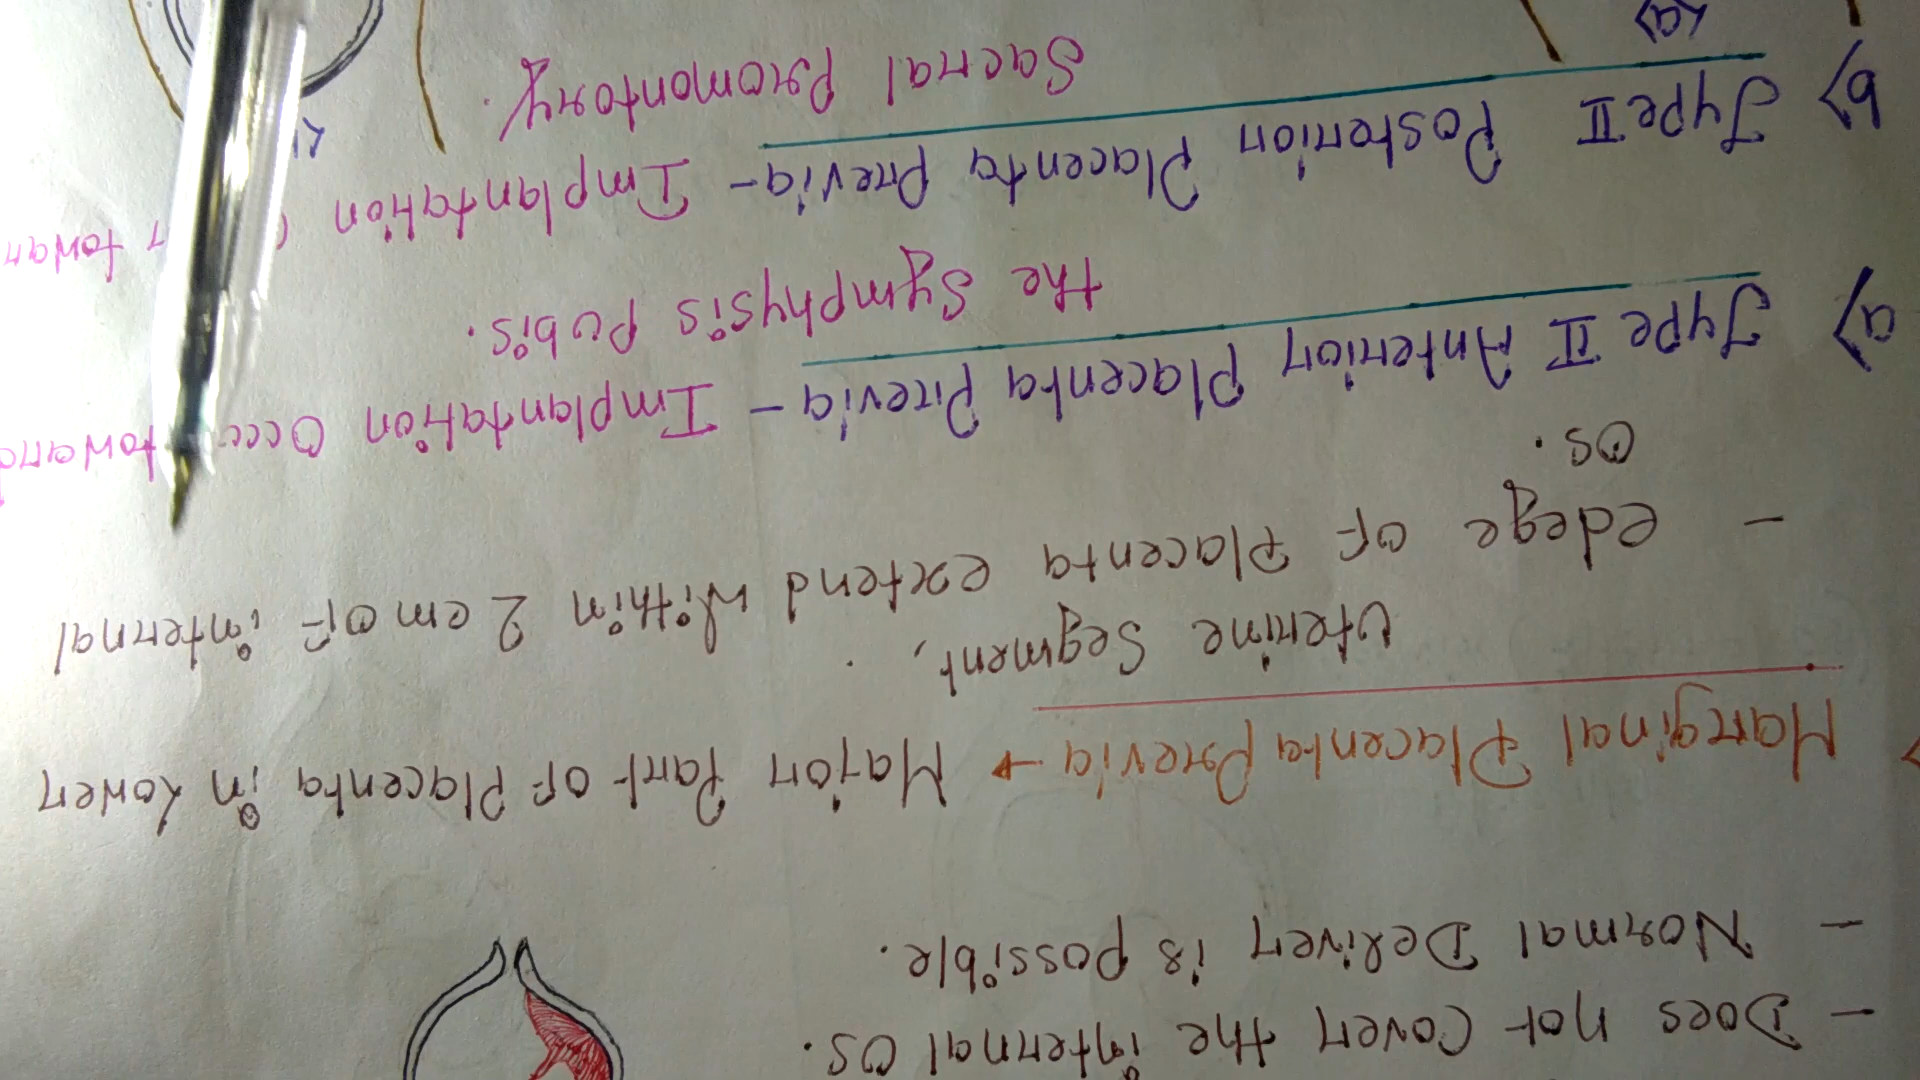 - Does not cover the internal OS.
- Normal Deliver is possible.
Marginal Placenta Previa → Major Part of Placenta in Lower
Uterine Segment,
- edege of Placenta extend within 2 cm of internal
os.
a) Type II Anterior Placenta Previa - Implantation Occu toward
the Symphysis Pubis.
b) Type II Posterior Placenta Previa - Implantation towar
Sacral Promontory.
(a)